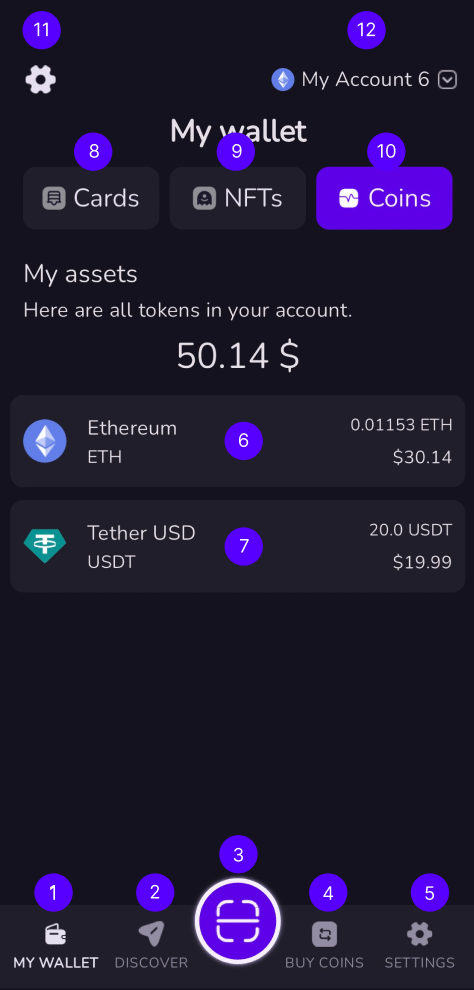 11
12
My Account 6
My wallet
8
9
10
Cards
NFTs
Coins
My assets
Here are all tokens in your account.
50.14 $
Ethereum
ETH
6
0.01153 ETH
$30.14
Tether USD
USDT
7
20.0 USDT
$19.99
3
1
2
4
5
MY WALLET
DISCOVER
BUY COINS
SETTINGS